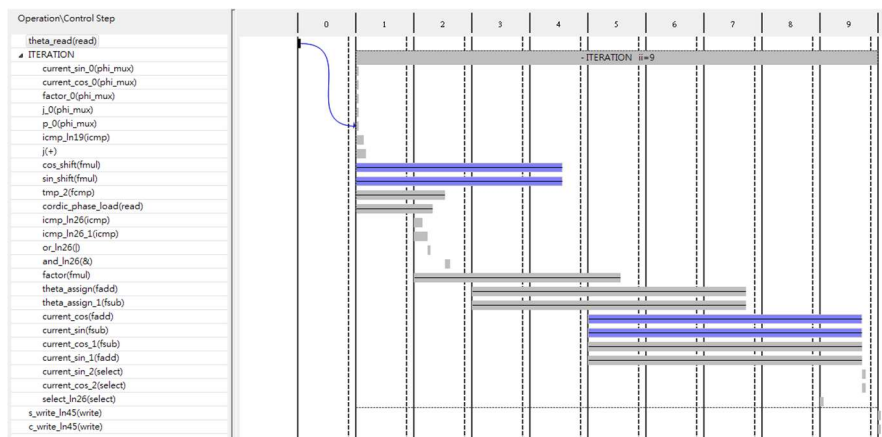 Operation\Control Step
0 1 2 3 4 5 6 7 8 9
theta_read(read)
ITERATION
- ITERATION ii=9
current_sin_0(phi_mux)
current_cos_0(phi_mux)
factor_0(phi_mux)
j_0(phi_mux)
p_0(phi_mux)
icmp_ln19(icmp)
j(+)
cos_shift(fmul)
sin_shift(fmul)
tmp_2(fcmp)
cordic_phase_load(read)
icmp_ln26(icmp)
icmp_ln26_1(icmp)
or_ln26(|)
and_ln26(&)
factor(fmul)
theta_assign(fadd)
theta_assign_1(fsub)
current_cos(fadd)
current_sin(fsub)
current_cos_1(fsub)
current_sin_1(fadd)
current_sin_2(select)
current_cos_2(select)
select_ln26(select)
s_write_ln45(write)
c_write_ln45(write)